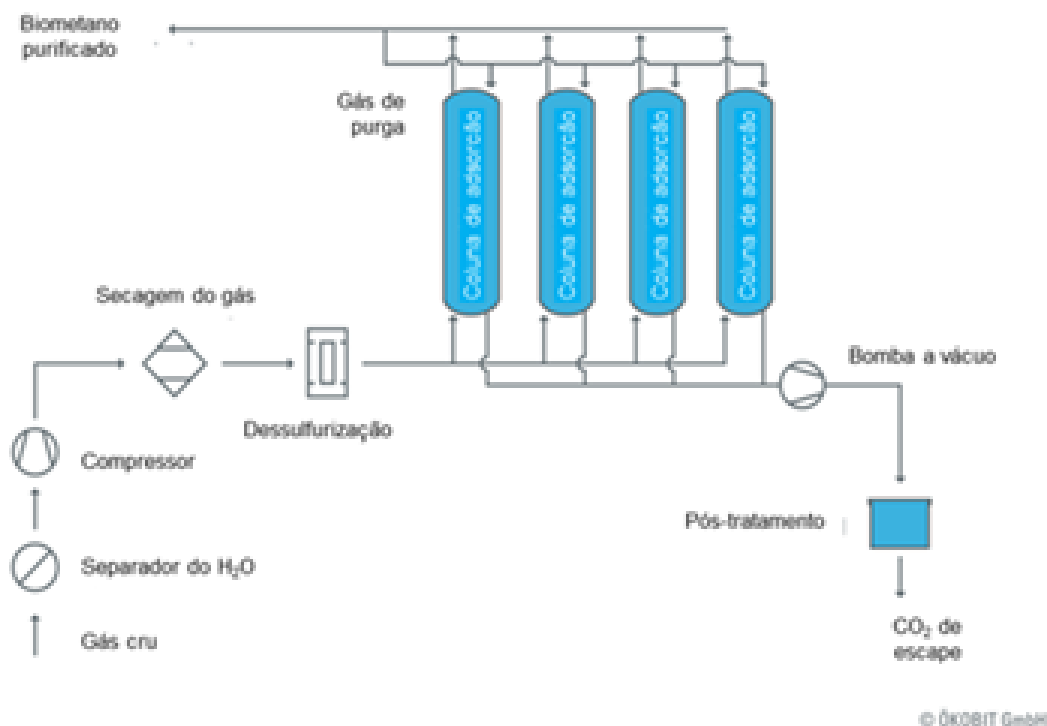 Biometano
purificado
Gás de
purga
Coluna de adsorção
Coluna de adsorção
Coluna de adsorção
Coluna de adsorção
Secagem do gás
Bomba a vácuo
Dessulfurização
Compressor
Pós-tratamento
Separador do H₂O
Gás cru
CO₂ de
escape
© ÖKOBIT GmbH